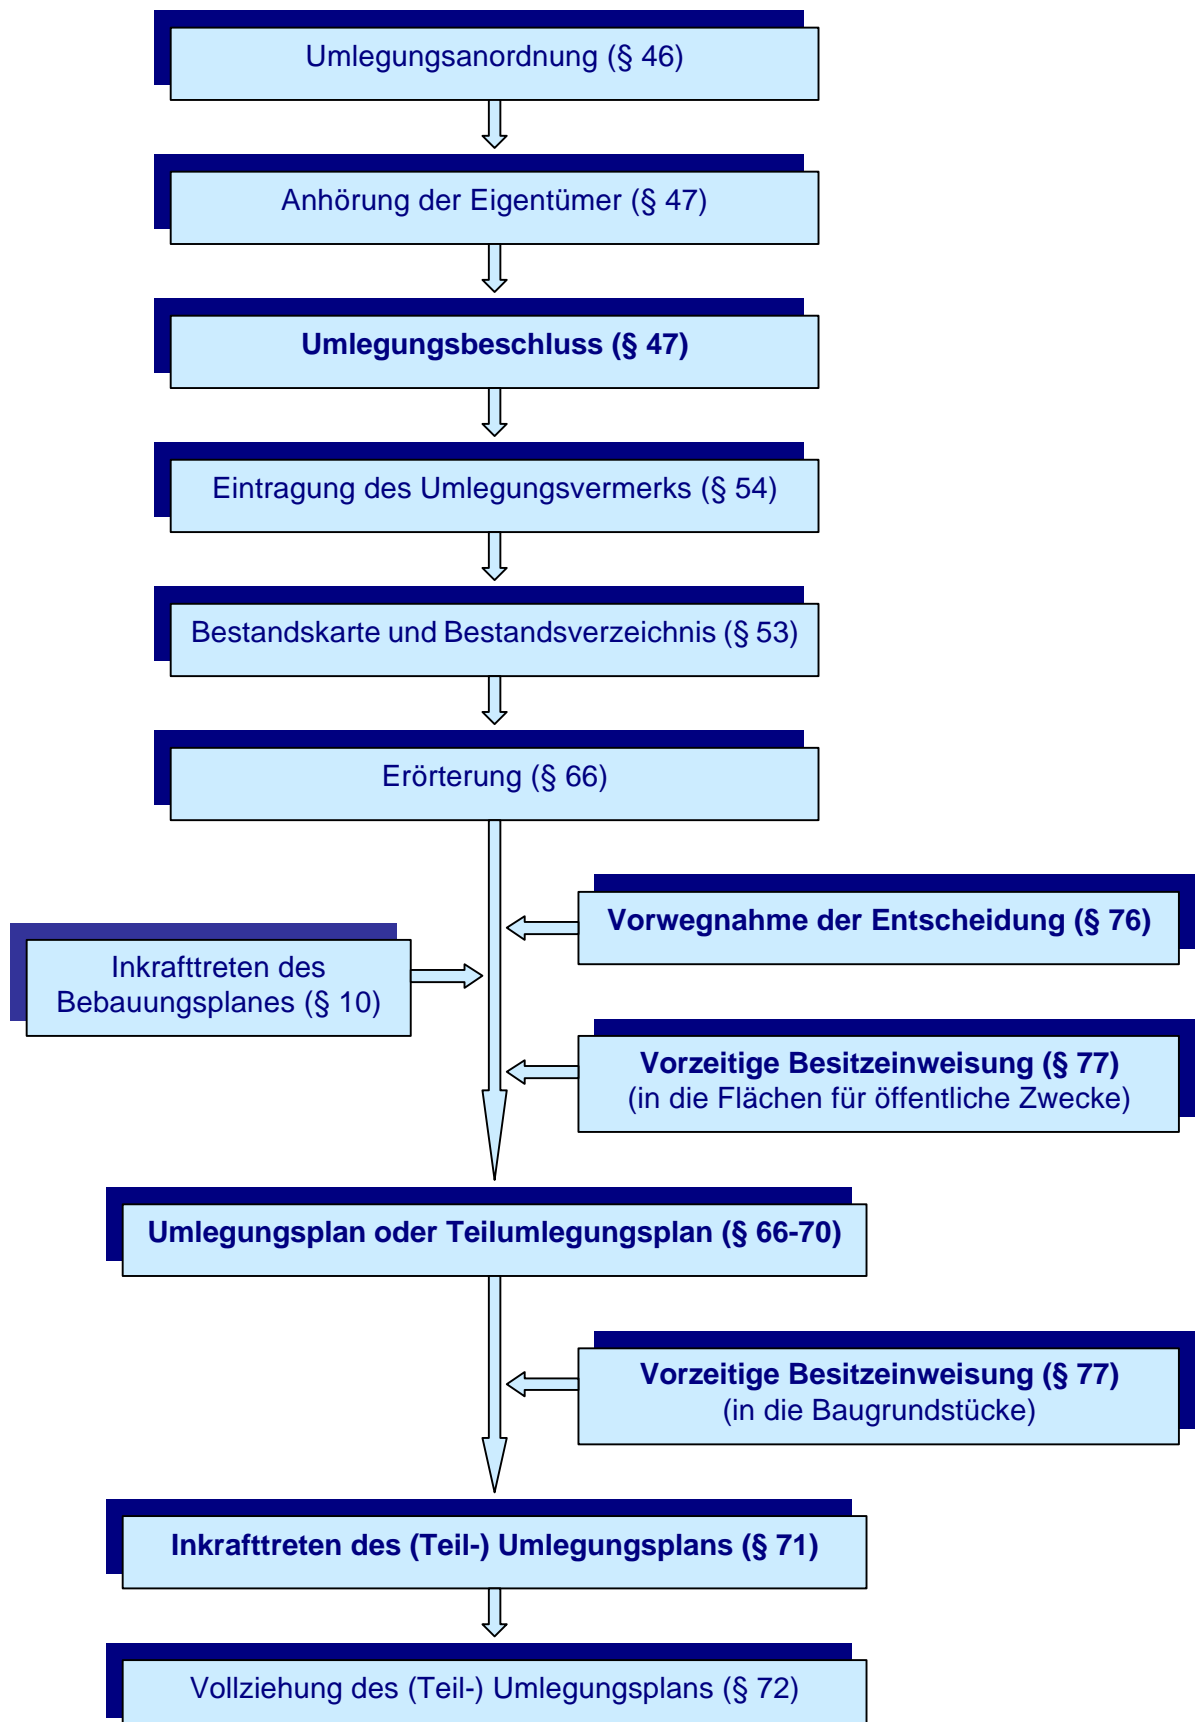 Umlegungsanordnung (§ 46)
Anhörung der Eigentümer (§ 47)
Umlegungsbeschluss (§ 47)
Eintragung des Umlegungsvermerks (§ 54)
Bestandskarte und Bestandsverzeichnis (§ 53)
Erörterung (§ 66)
Vorwegnahme der Entscheidung (§ 76)
Inkrafttreten des
Bebauungsplanes (§ 10)
Vorzeitige Besitzeinweisung (§ 77)
(in die Flächen für öffentliche Zwecke)
Umlegungsplan oder Teilumlegungsplan (§ 66-70)
Vorzeitige Besitzeinweisung (§ 77)
(in die Baugrundstücke)
Inkrafttreten des (Teil-) Umlegungsplans (§ 71)
Vollziehung des (Teil-) Umlegungsplans (§ 72)